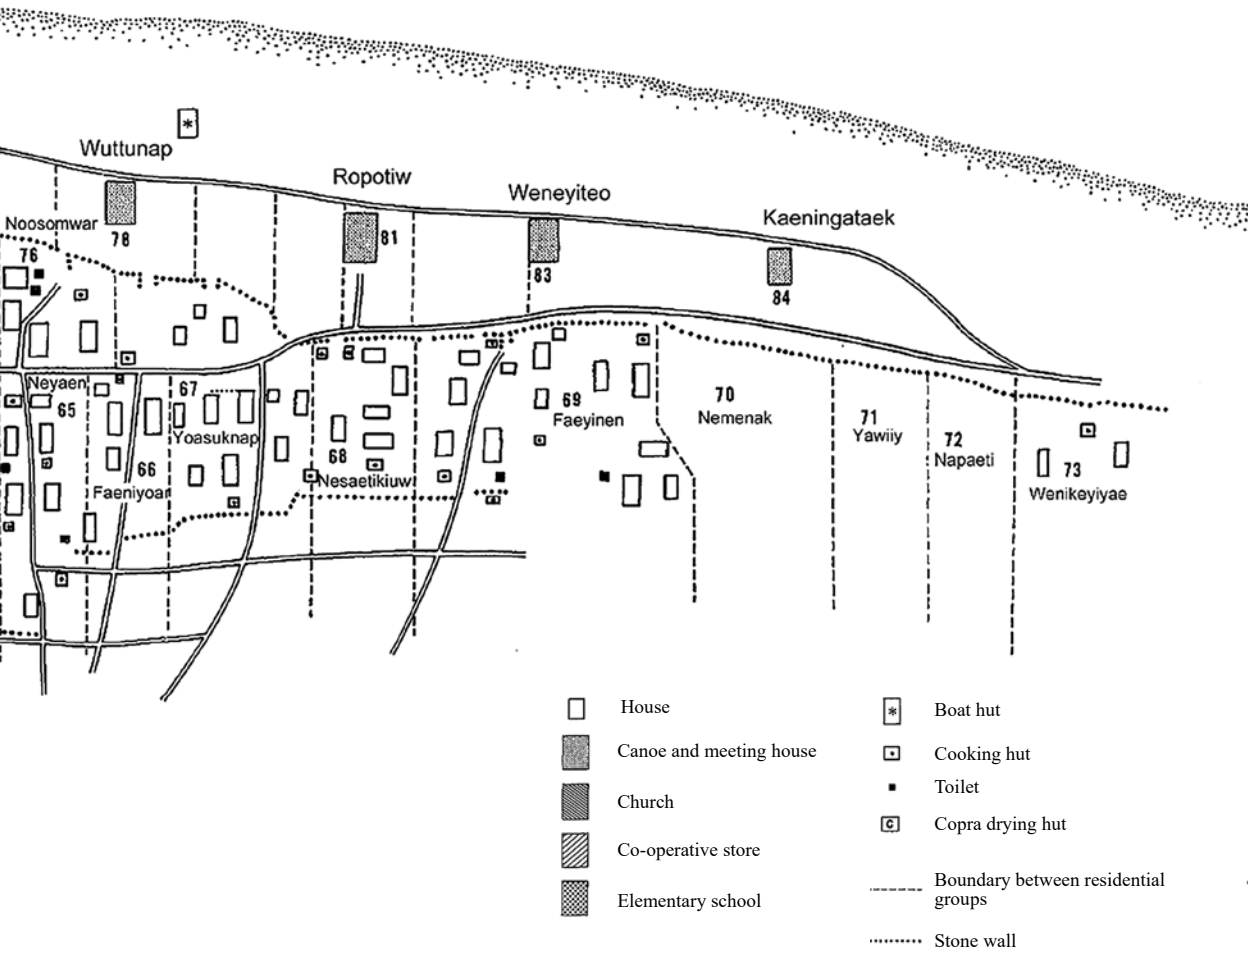 *
Wuttunap
Ropotiw
Weneyiteo
Kaeningataek
Noosomwar
78
81
76
83
84
Neyaen
67
65
69
70
71
72
Faeyinen
Nemenak
Yawiiy
Napaeti
Yoasuknap
68
66
73
Nesaetikiuw
Faeniyoar
Wenikeyiyae
House
Canoe and meeting house
Church
Co-operative store
Elementary school
* Boat hut
Cooking hut
Toilet
C Copra drying hut
Boundary between residential
groups
Stone wall